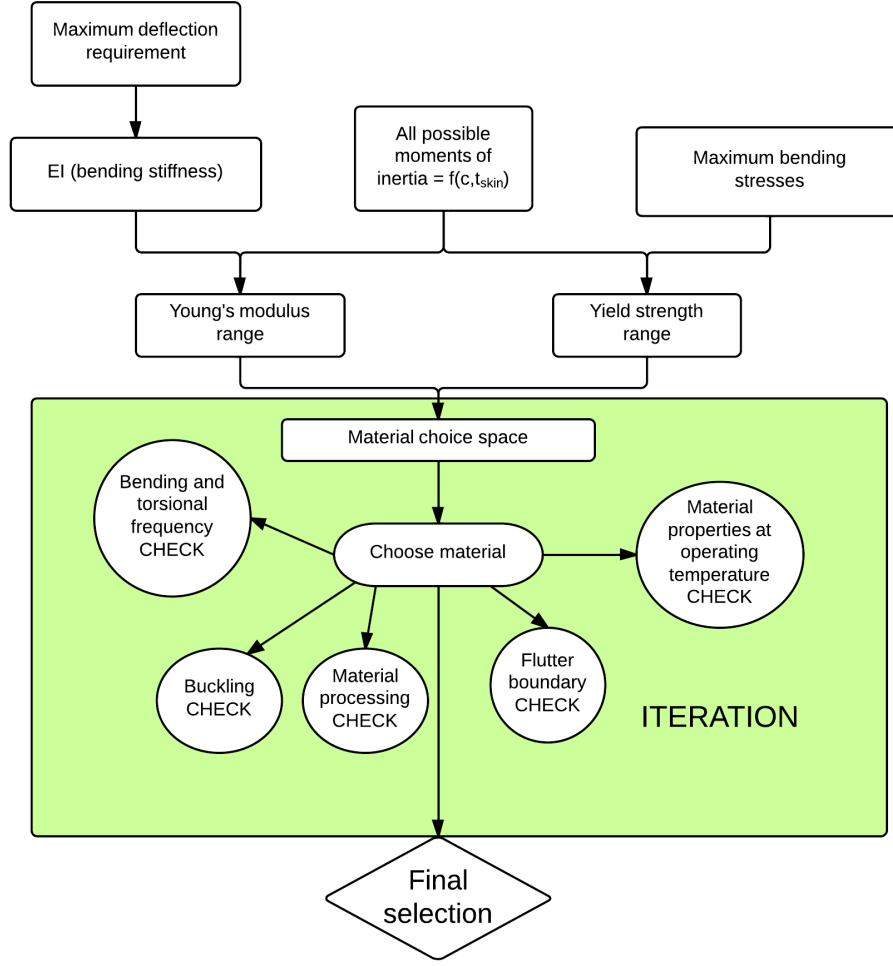 Maximum deflection
requirement
EI (bending stiffness)
All possible
moments of
inertia = f(c,tskin)
Maximum bending
stresses
Young's modulus
range
Yield strength
range
Material choice space
Bending and
torsional
frequency
CHECK
Choose material
Material
properties at
operating
temperature
CHECK
Buckling
CHECK
Material
processing
CHECK
Flutter
boundary
CHECK
ITERATION
Final
selection